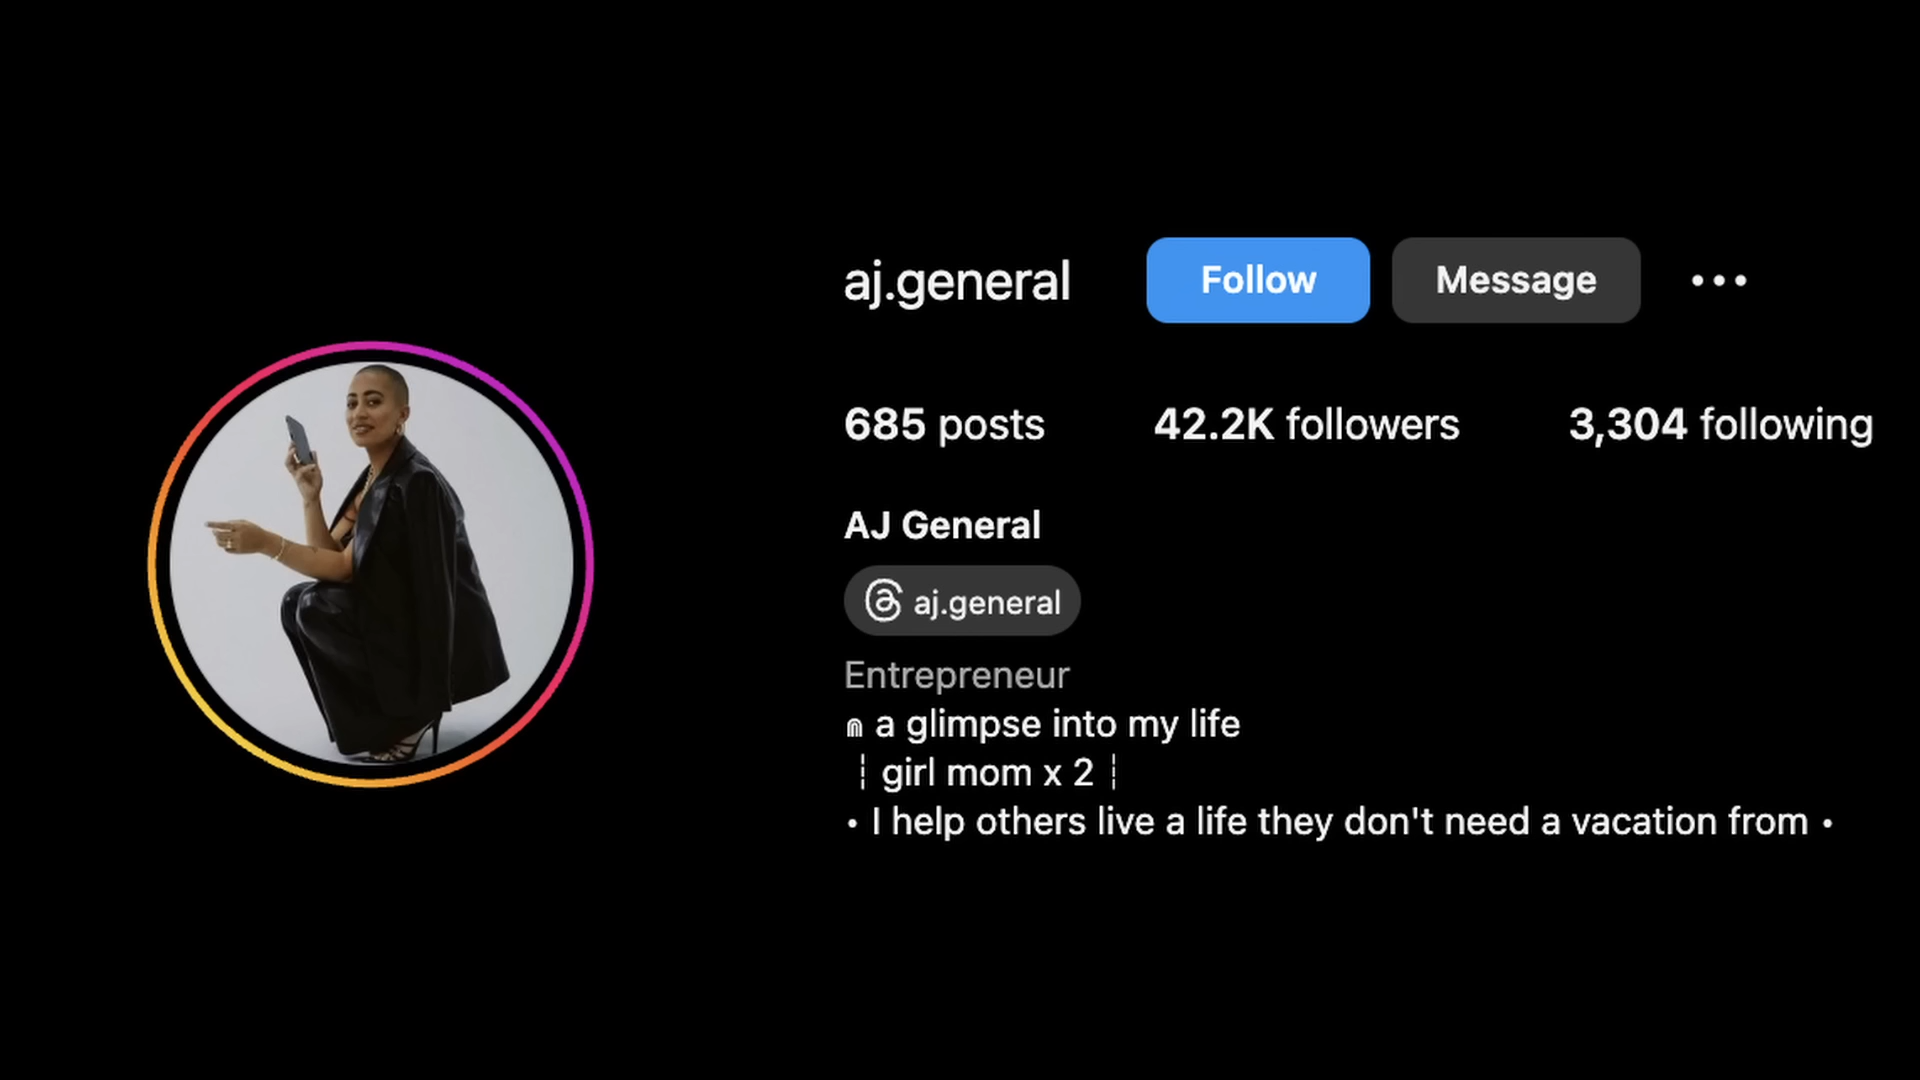 aj.general Follow Message
685 posts 42.2K followers 3,304 following
AJ General
aj.general
Entrepreneur
⋒ a glimpse into my life
┊girl mom x 2┊
• I help others live a life they don't need a vacation from •